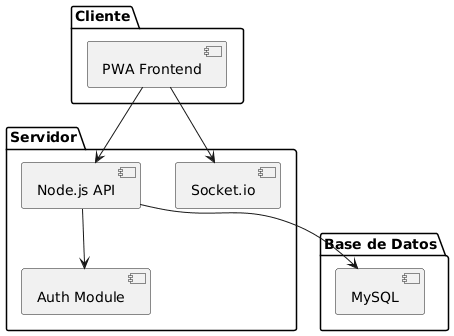 Cliente
PWA Frontend
Servidor
Node.js API
Socket.io
Auth Module
Base de Datos
MySQL